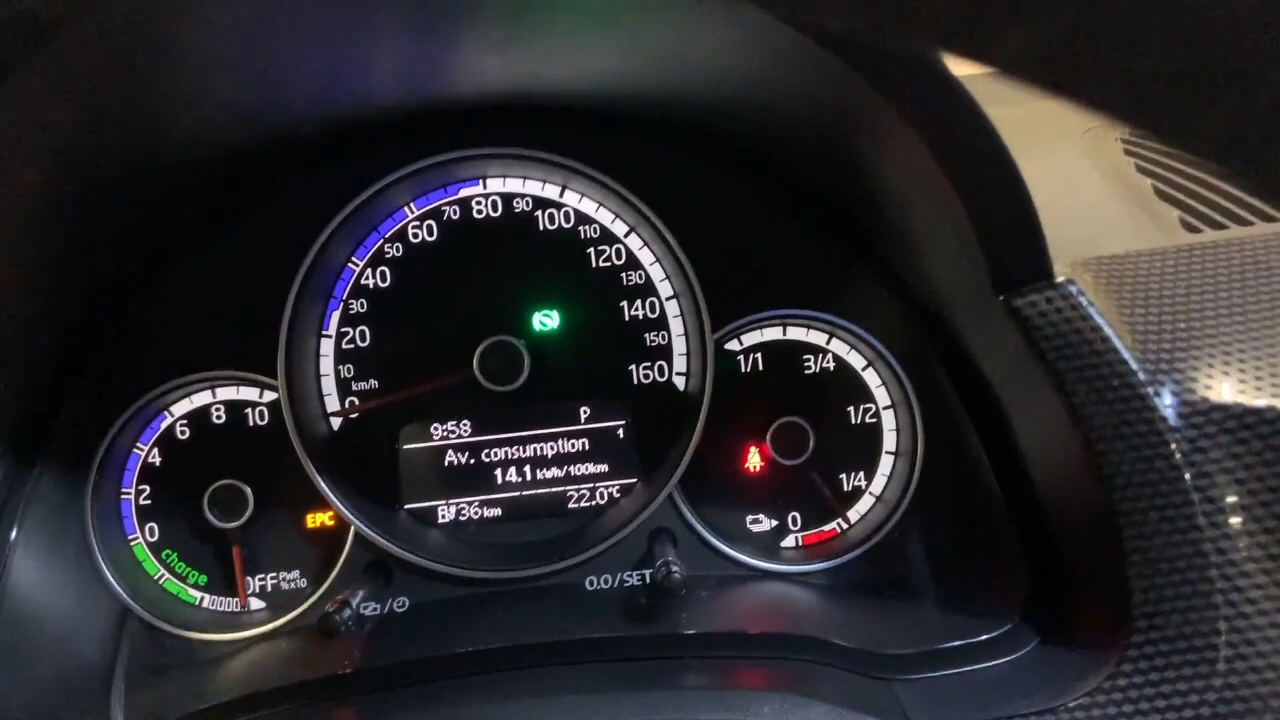 10
20
30
40
50
60
70
80
90
100
110
120
130
140
150
160
km/h
0
9:58 P
Av. consumption 1
14.1 kWh/100km
36 km 22.0°C
0
2
4
6
8
10
charge
OFF PWR
%x10
EPC
1/1
3/4
1/2
1/4
0
0.0/SET